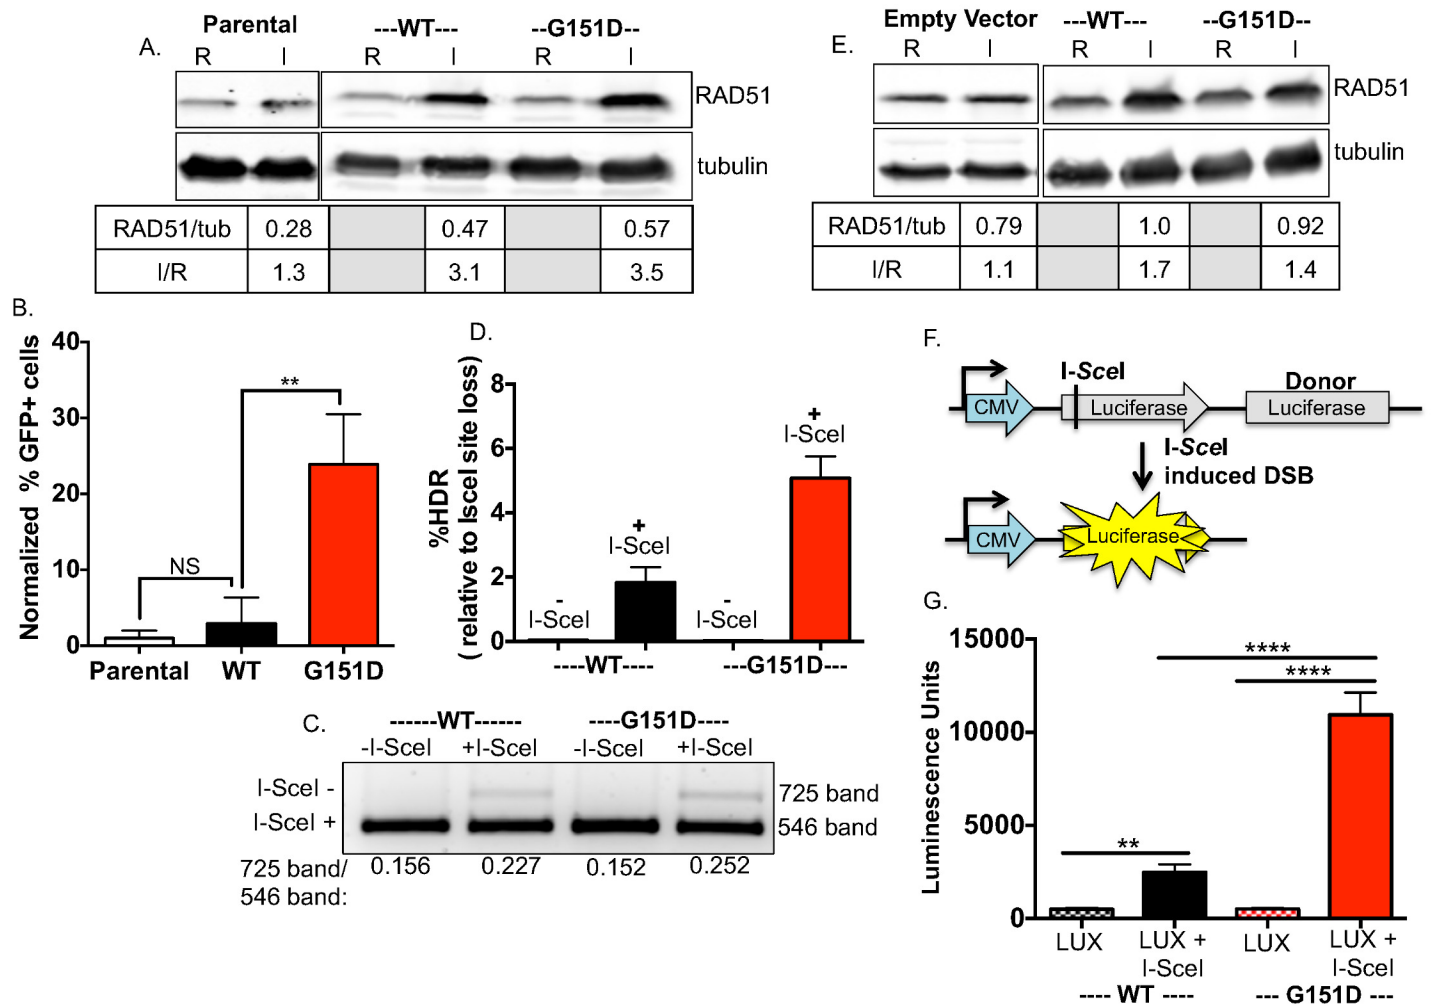 A.
Parental ---WT--- --G151D--
R I R I R I
RAD51
tubulin
RAD51/tub 0.28 0.47 0.57
I/R 1.3 3.1 3.5
E.
Empty Vector ---WT--- --G151D--
R I R I R I
RAD51
tubulin
RAD51/tub 0.79 1.0 0.92
I/R 1.1 1.7 1.4
B.
Normalized % GFP+ cells
40
30
20
10
0
NS
**
Parental WT G151D
D.
%HDR
( relative to IsceI site loss)
8
6
4
2
0
-
I-SceI
+
I-SceI
-
I-SceI
+
I-SceI
----WT---- ---G151D---
C.
------WT------ ----G151D----
-I-SceI +I-SceI -I-SceI +I-SceI
I-SceI -
I-SceI +
725 band
546 band
725 band/ 0.156 0.227 0.152 0.252
546 band:
F.
I-SceI
Donor
CMV Luciferase Luciferase
I-SceI
induced DSB
CMV Luciferase
G.
Luminescence Units
15000
10000
5000
0
****
****
**
LUX LUX + LUX LUX +
I-SceI I-SceI
---- WT ---- --- G151D ---